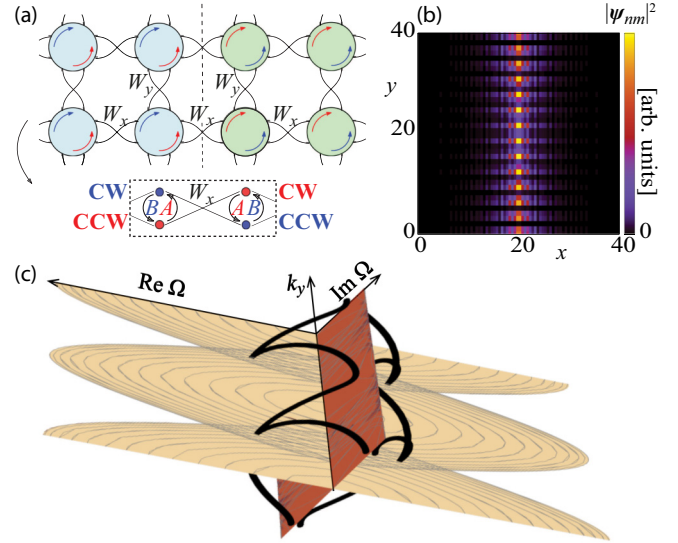 (a)
W_y W_y
W_x W_x W_x
W_x
CW CW
B A A B
CCW CCW
(b)
|ψ_nm|^2
40
y
20
0
0 20 x 40
[arb. units]
0
(c)
Re Ω
k_y
Im Ω